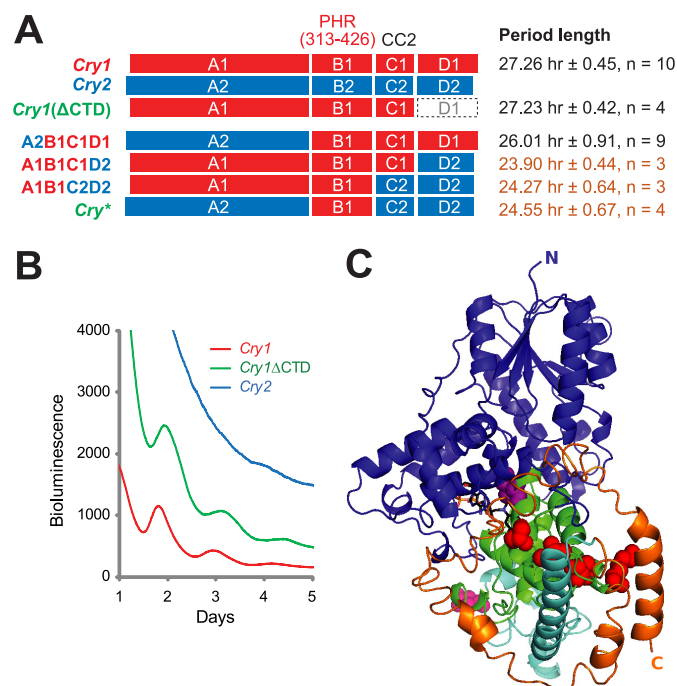 A
PHR
(313-426) CC2
Period length
Cry1 A1 B1 C1 D1 27.26 hr ± 0.45, n = 10
Cry2 A2 B2 C2 D2
Cry1(ΔCTD) A1 B1 C1 D1 27.23 hr ± 0.42, n = 4
A2B1C1D1 A2 B1 C1 D1 26.01 hr ± 0.91, n = 9
A1B1C1D2 A1 B1 C1 D2 23.90 hr ± 0.44, n = 3
A1B1C2D2 A1 B1 C2 D2 24.27 hr ± 0.64, n = 3
Cry* A2 B1 C2 D2 24.55 hr ± 0.67, n = 4
B
4000
3000
2000
1000
0
Bioluminescence
Cry1
Cry1ΔCTD
Cry2
1 2 3 4 5
Days
C
N
C